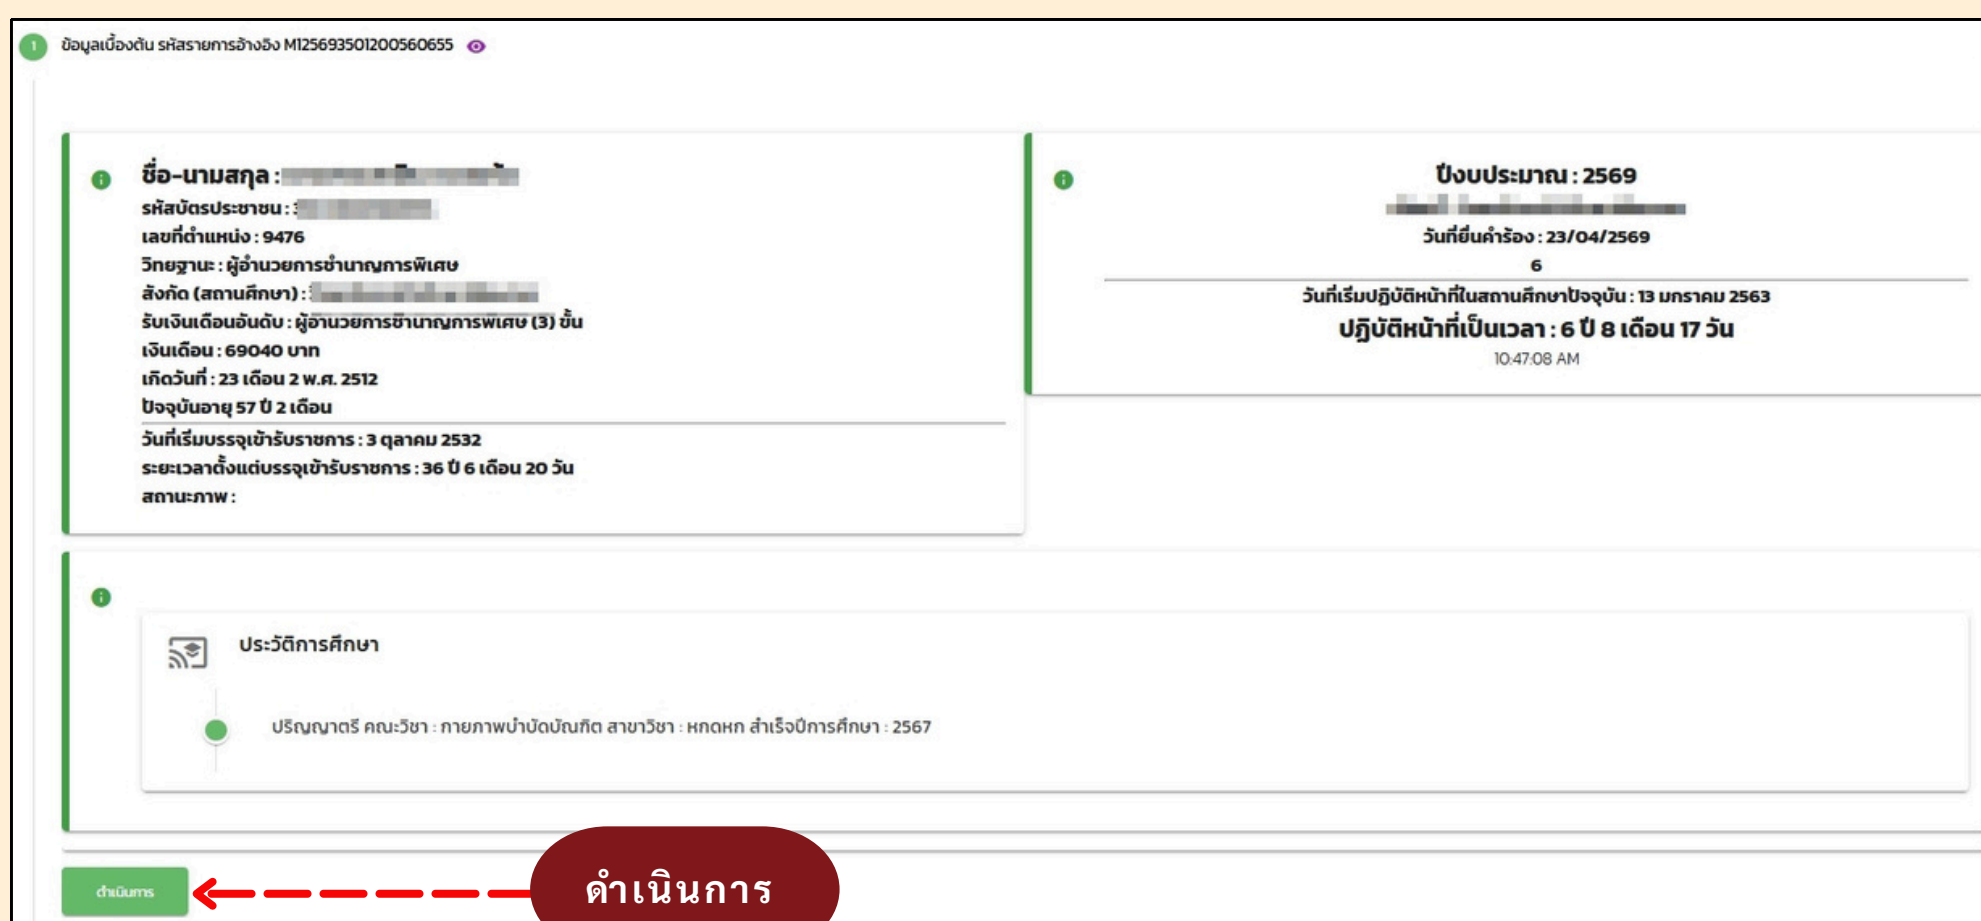 1 ข้อมูลเบื้องต้น รหัสรายการอ้างอิง M125693501200560655
ชื่อ-นามสกุล :
รหัสบัตรประชาชน :
เลขที่ตำแหน่ง : 9476
วิทยฐานะ : ผู้อำนวยการชำนาญการพิเศษ
สังกัด (สถานศึกษา) :
รับเงินเดือนอันดับ : ผู้อำนวยการชำนาญการพิเศษ (3) ขั้น
เงินเดือน : 69040 บาท
เกิดวันที่ : 23 เดือน 2 พ.ศ. 2512
ปัจจุบันอายุ 57 ปี 2 เดือน
วันที่เริ่มบรรจุเข้ารับราชการ : 3 ตุลาคม 2532
ระยะเวลาตั้งแต่บรรจุเข้ารับราชการ : 36 ปี 6 เดือน 20 วัน
สถานะภาพ :
ปีงบประมาณ : 2569
วันที่ยื่นคำร้อง : 23/04/2569
6
วันที่เริ่มปฏิบัติหน้าที่ในสถานศึกษาปัจจุบัน : 13 มกราคม 2563
ปฏิบัติหน้าที่เป็นเวลา : 6 ปี 8 เดือน 17 วัน
10:47:08 AM
ประวัติการศึกษา
ปริญญาตรี คณะวิชา : กายภาพบำบัดบัณฑิต สาขาวิชา : หกดหก สำเร็จปีการศึกษา : 2567
ดำเนินการ
ดำเนินการ